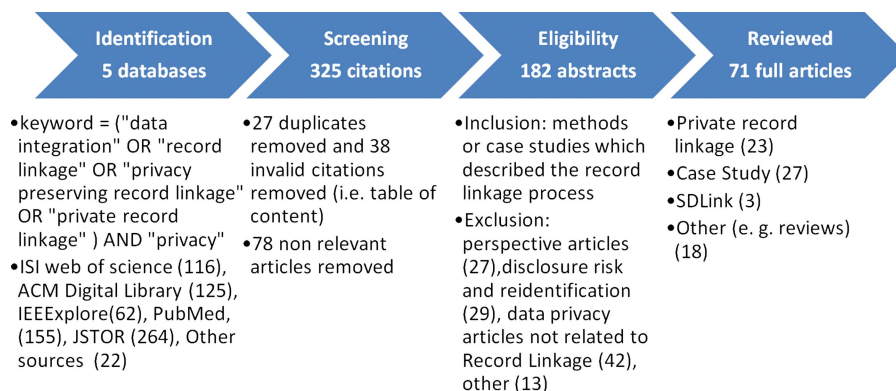 Identification
5 databases
Screening
325 citations
Eligibility
182 abstracts
Reviewed
71 full articles
•keyword = ("data
integration" OR "record
linkage" OR "privacy
preserving record linkage"
OR "private record
linkage" ) AND "privacy"
•ISI web of science (116),
ACM Digital Library (125),
IEEExplore(62), PubMed,
(155), JSTOR (264), Other
sources (22)
•27 duplicates
removed and 38
invalid citations
removed (i.e. table of
content)
•78 non relevant
articles removed
•Inclusion: methods
or case studies which
described the record
linkage process
•Exclusion:
perspective articles
(27),disclosure risk
and reidentification
(29), data privacy
articles not related to
Record Linkage (42),
other (13)
•Private record
linkage (23)
•Case Study (27)
•SDLink (3)
•Other (e. g. reviews)
(18)